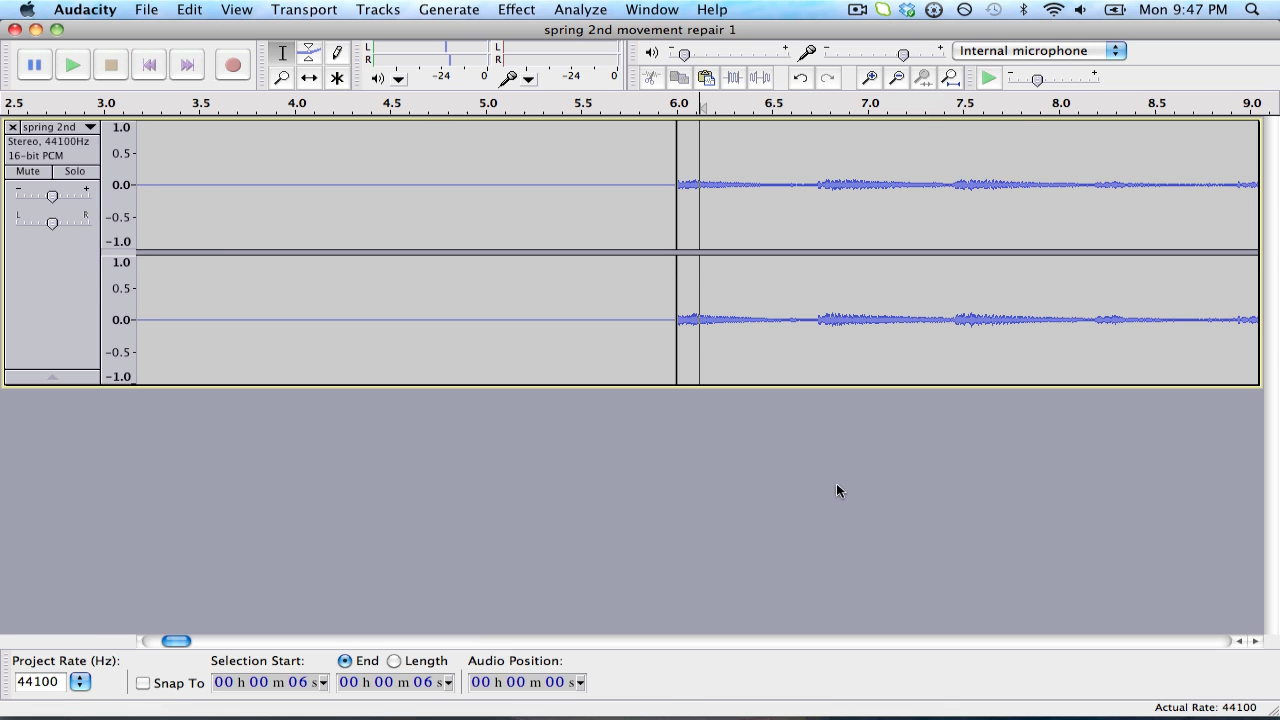 Audacity File Edit View Transport Tracks Generate Effect Analyze Window Help Mon 9:47 PM
spring 2nd movement repair 1
L R -24 0 L R -24 0 - + - + Internal microphone
- +
2.5 3.0 3.5 4.0 4.5 5.0 5.5 6.0 6.5 7.0 7.5 8.0 8.5 9.0
spring 2nd
Stereo, 44100Hz
16-bit PCM
Mute Solo
- +
L R
1.0
0.5-
0.0-
-0.5-
-1.0
1.0
0.5-
0.0-
-0.5-
-1.0
Project Rate (Hz): Selection Start: End Length Audio Position:
44100 Snap To 00 h 00 m 06 s 00 h 00 m 06 s 00 h 00 m 00 s
Actual Rate: 44100